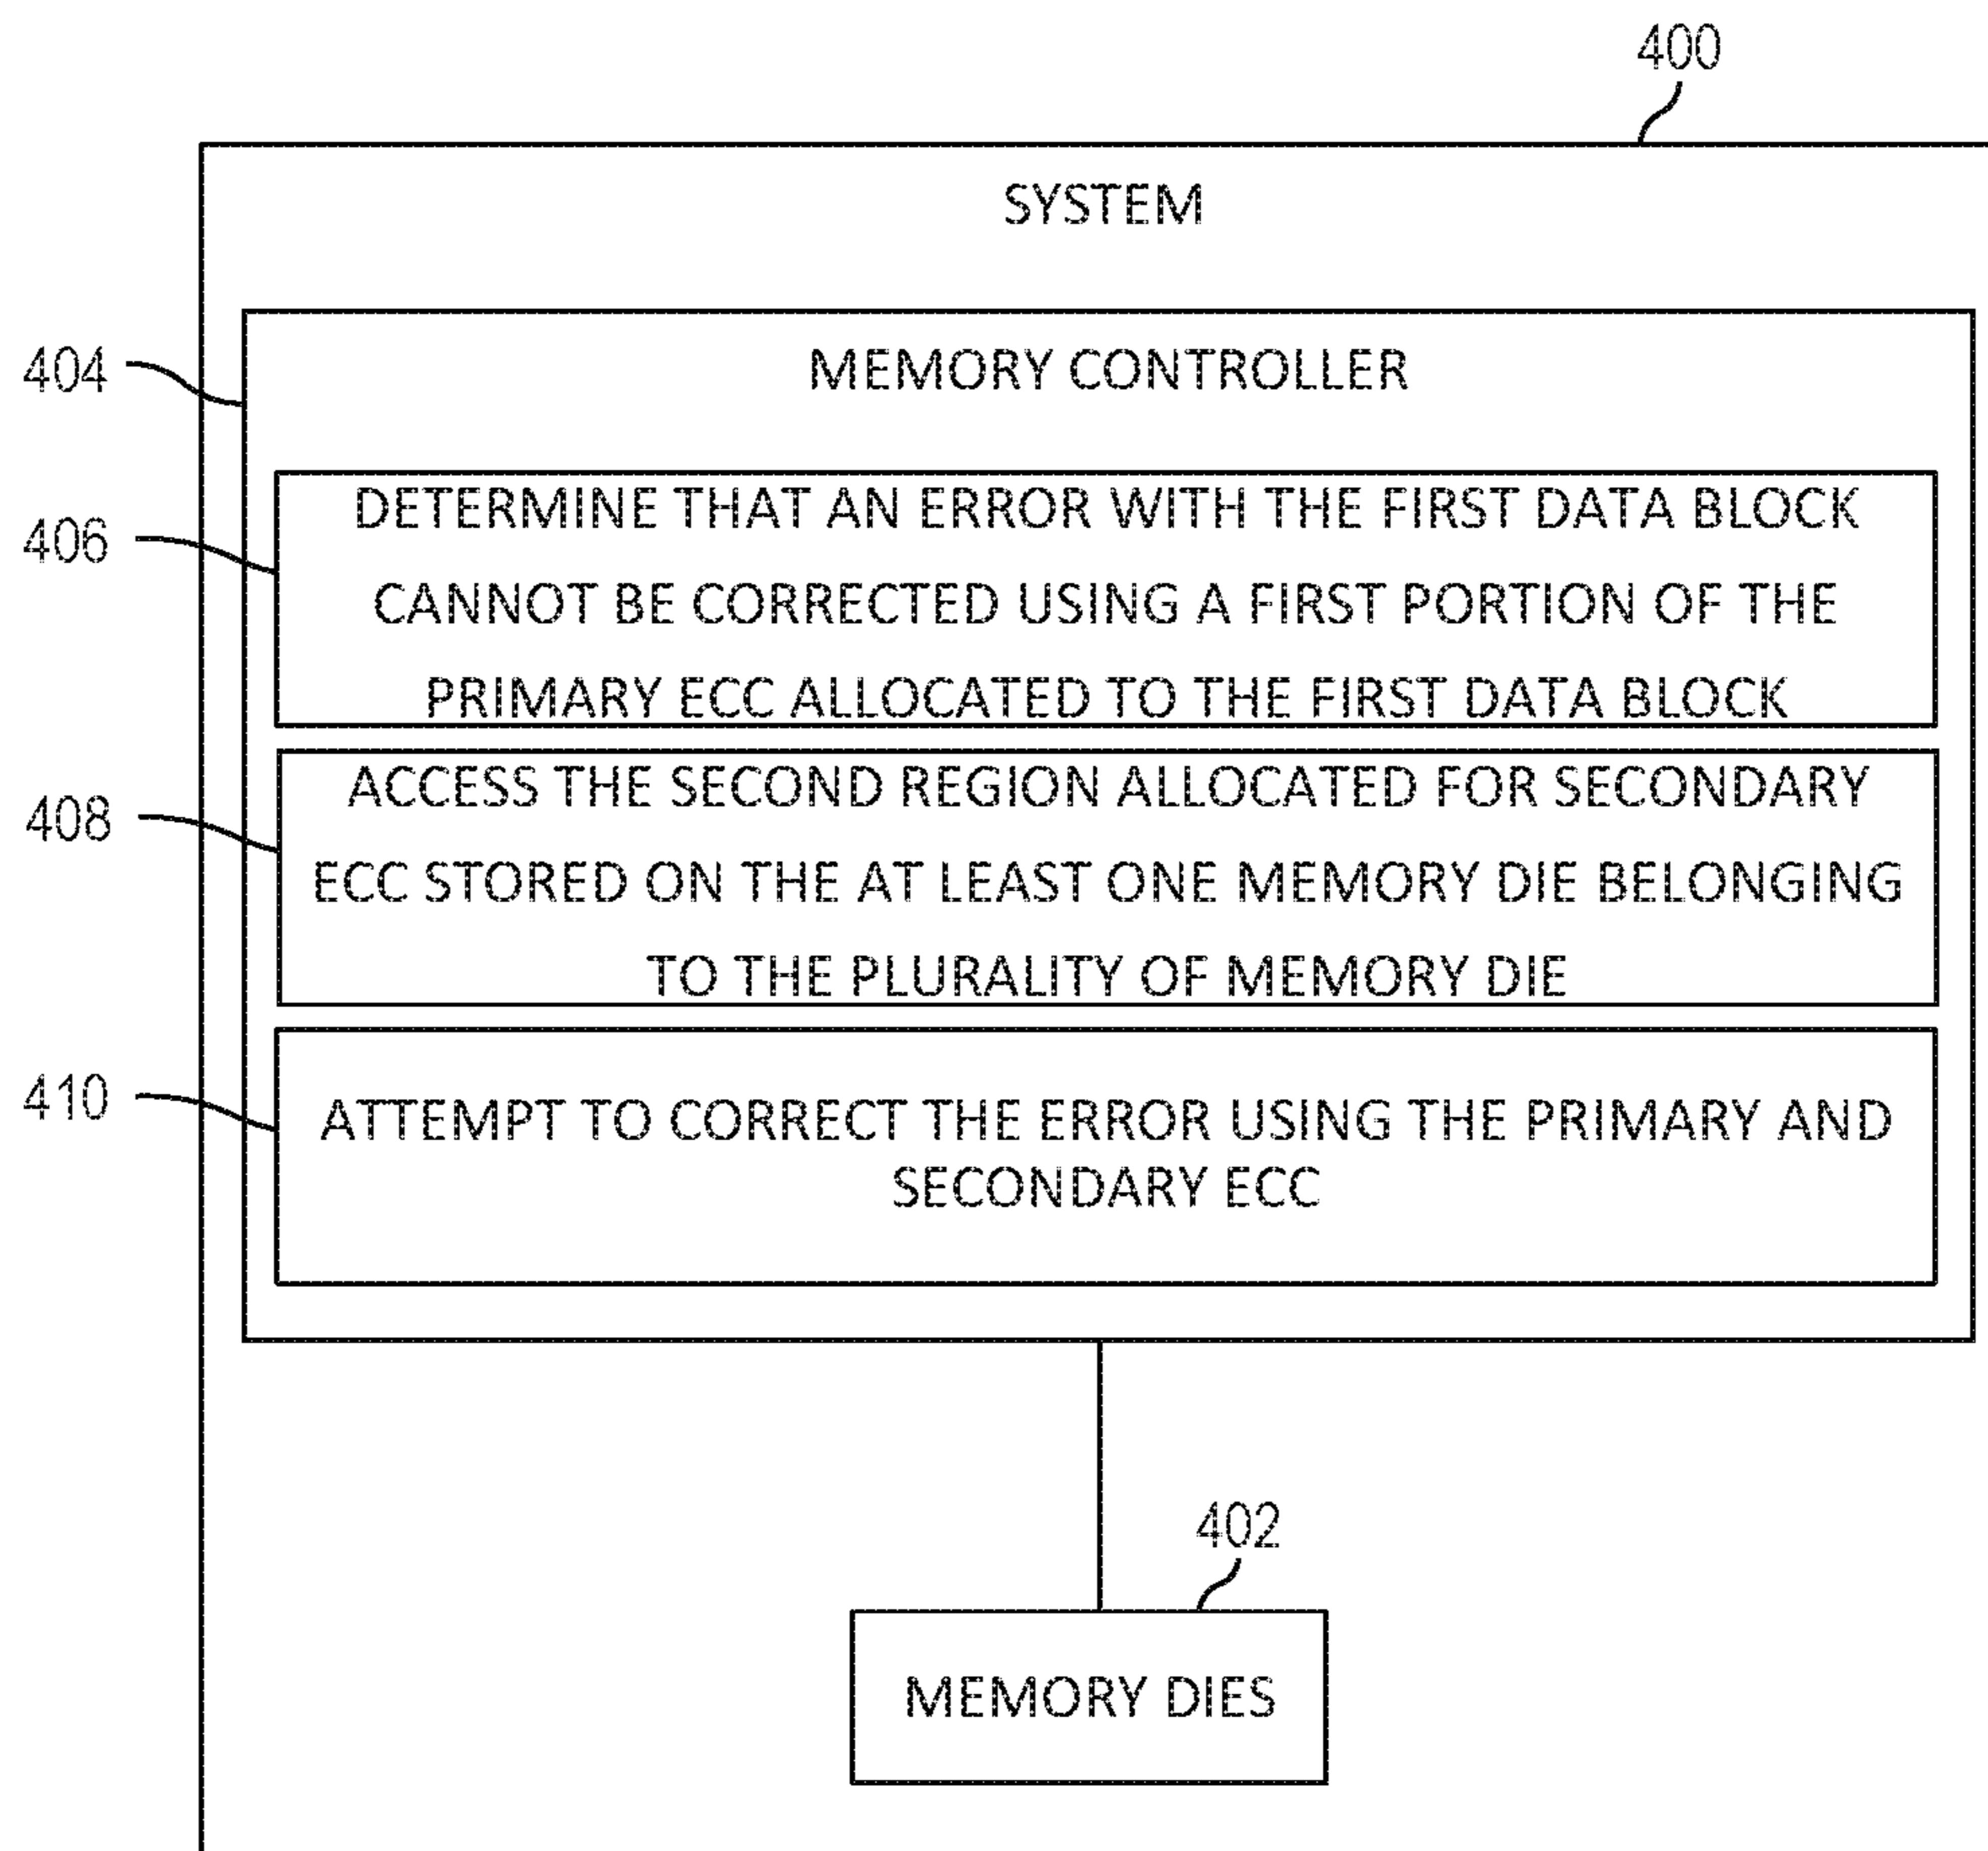 400
SYSTEM
404
MEMORY CONTROLLER
406
DETERMINE THAT AN ERROR WITH THE FIRST DATA BLOCK
CANNOT BE CORRECTED USING A FIRST PORTION OF THE
PRIMARY ECC ALLOCATED TO THE FIRST DATA BLOCK
408
ACCESS THE SECOND REGION ALLOCATED FOR SECONDARY
ECC STORED ON THE AT LEAST ONE MEMORY DIE BELONGING
TO THE PLURALITY OF MEMORY DIE
410
ATTEMPT TO CORRECT THE ERROR USING THE PRIMARY AND
SECONDARY ECC
402
MEMORY DIES